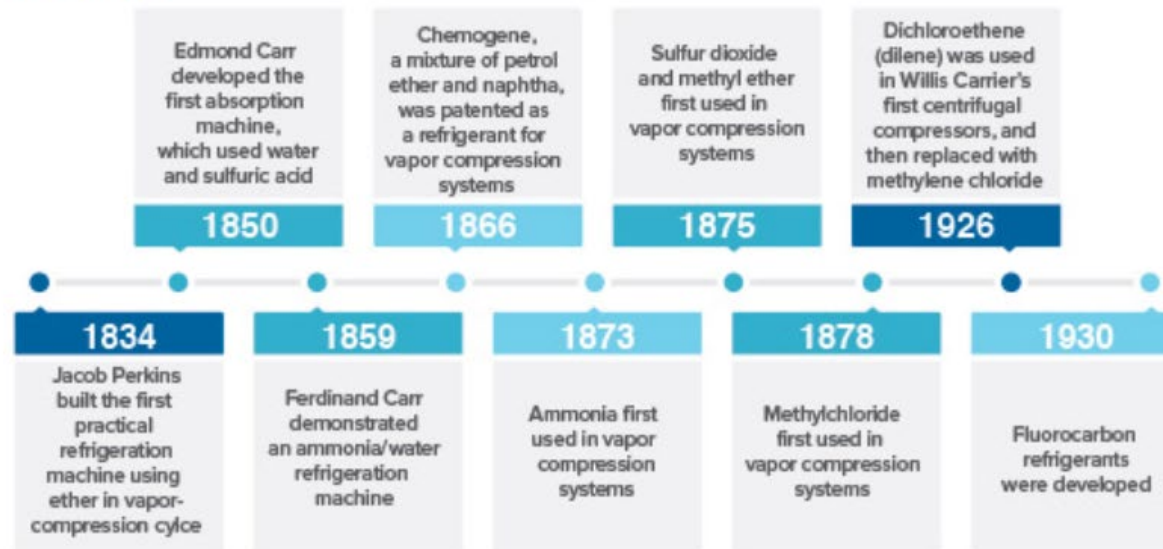 Edmond Carr
developed the
first absorption
machine,
which used water
and sulfuric acid
1850
Chemogene,
a mixture of petrol
ether and naphtha,
was patented as
a refrigerant for
vapor compression
systems
1866
Sulfur dioxide
and methyl ether
first used in
vapor compression
systems
1875
Dichloroethene
(dilene) was used
in Willis Carrier's
first centrifugal
compressors, and
then replaced with
methylene chloride
1926
1834
Jacob Perkins
built the first
practical
refrigeration
machine using
ether in vapor-
compression cylce
1859
Ferdinand Carr
demonstrated
an ammonia/water
refrigeration
machine
1873
Ammonia first
used in vapor
compression
systems
1878
Methylchloride
first used in
vapor compression
systems
1930
Fluorocarbon
refrigerants
were developed